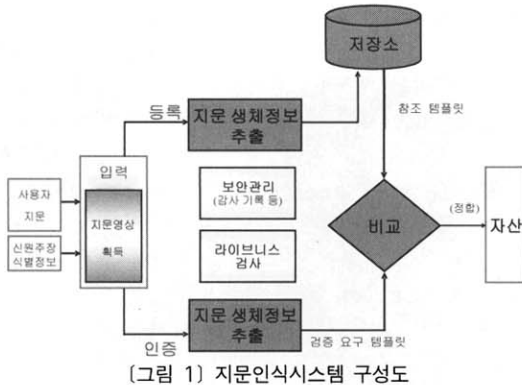 저장소
등록
지문 생체정보
추출
참조 템플릿
입력
사용자
지문
지문영상
획득
신원주장
식별정보
보안관리
(감사 기록 등)
라이브니스
검사
비교
(정합)
자산
인증
지문 생체정보
추출
검증 요구 템플릿
[그림 1] 지문인식시스템 구성도